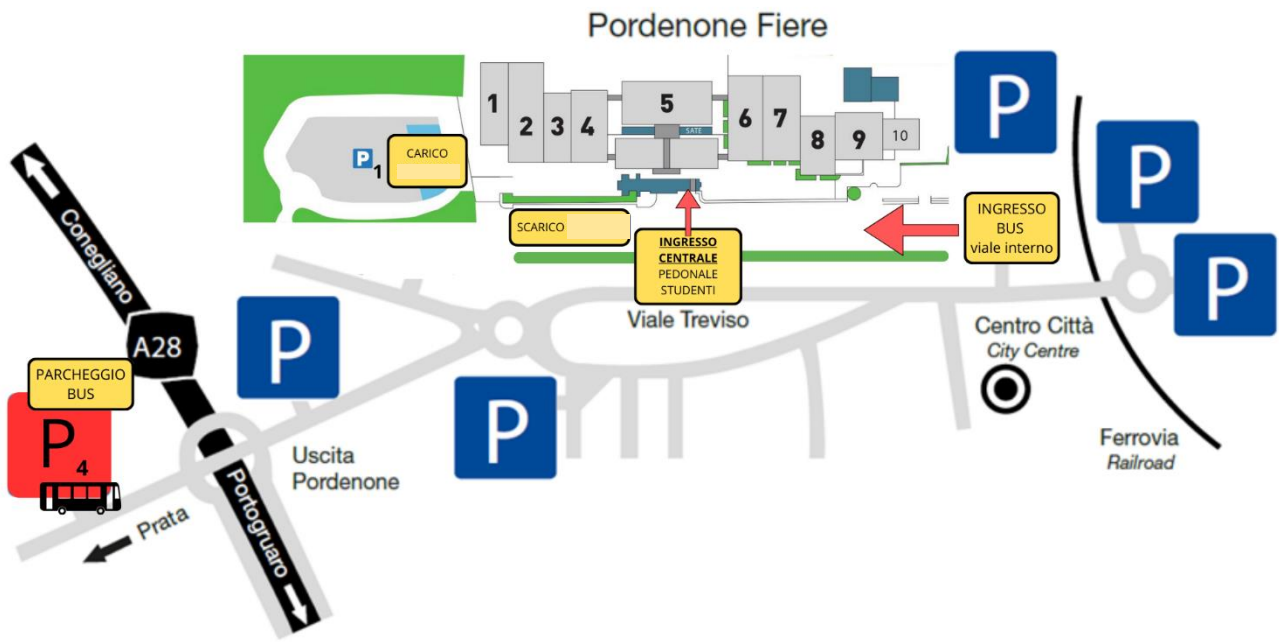 Pordenone Fiere
1
2
3
4
5
SATE
6
7
8
9
10
P
P
P
P
1
CARICO
SCARICO
INGRESSO
CENTRALE
PEDONALE
STUDENTI
INGRESSO
BUS
viale interno
Conegliano
A28
Viale Treviso
Centro Città
City Centre
P
P
PARCHEGGIO
BUS
P
4
Uscita
Pordenone
Ferrovia
Railroad
Portogruaro
Prata